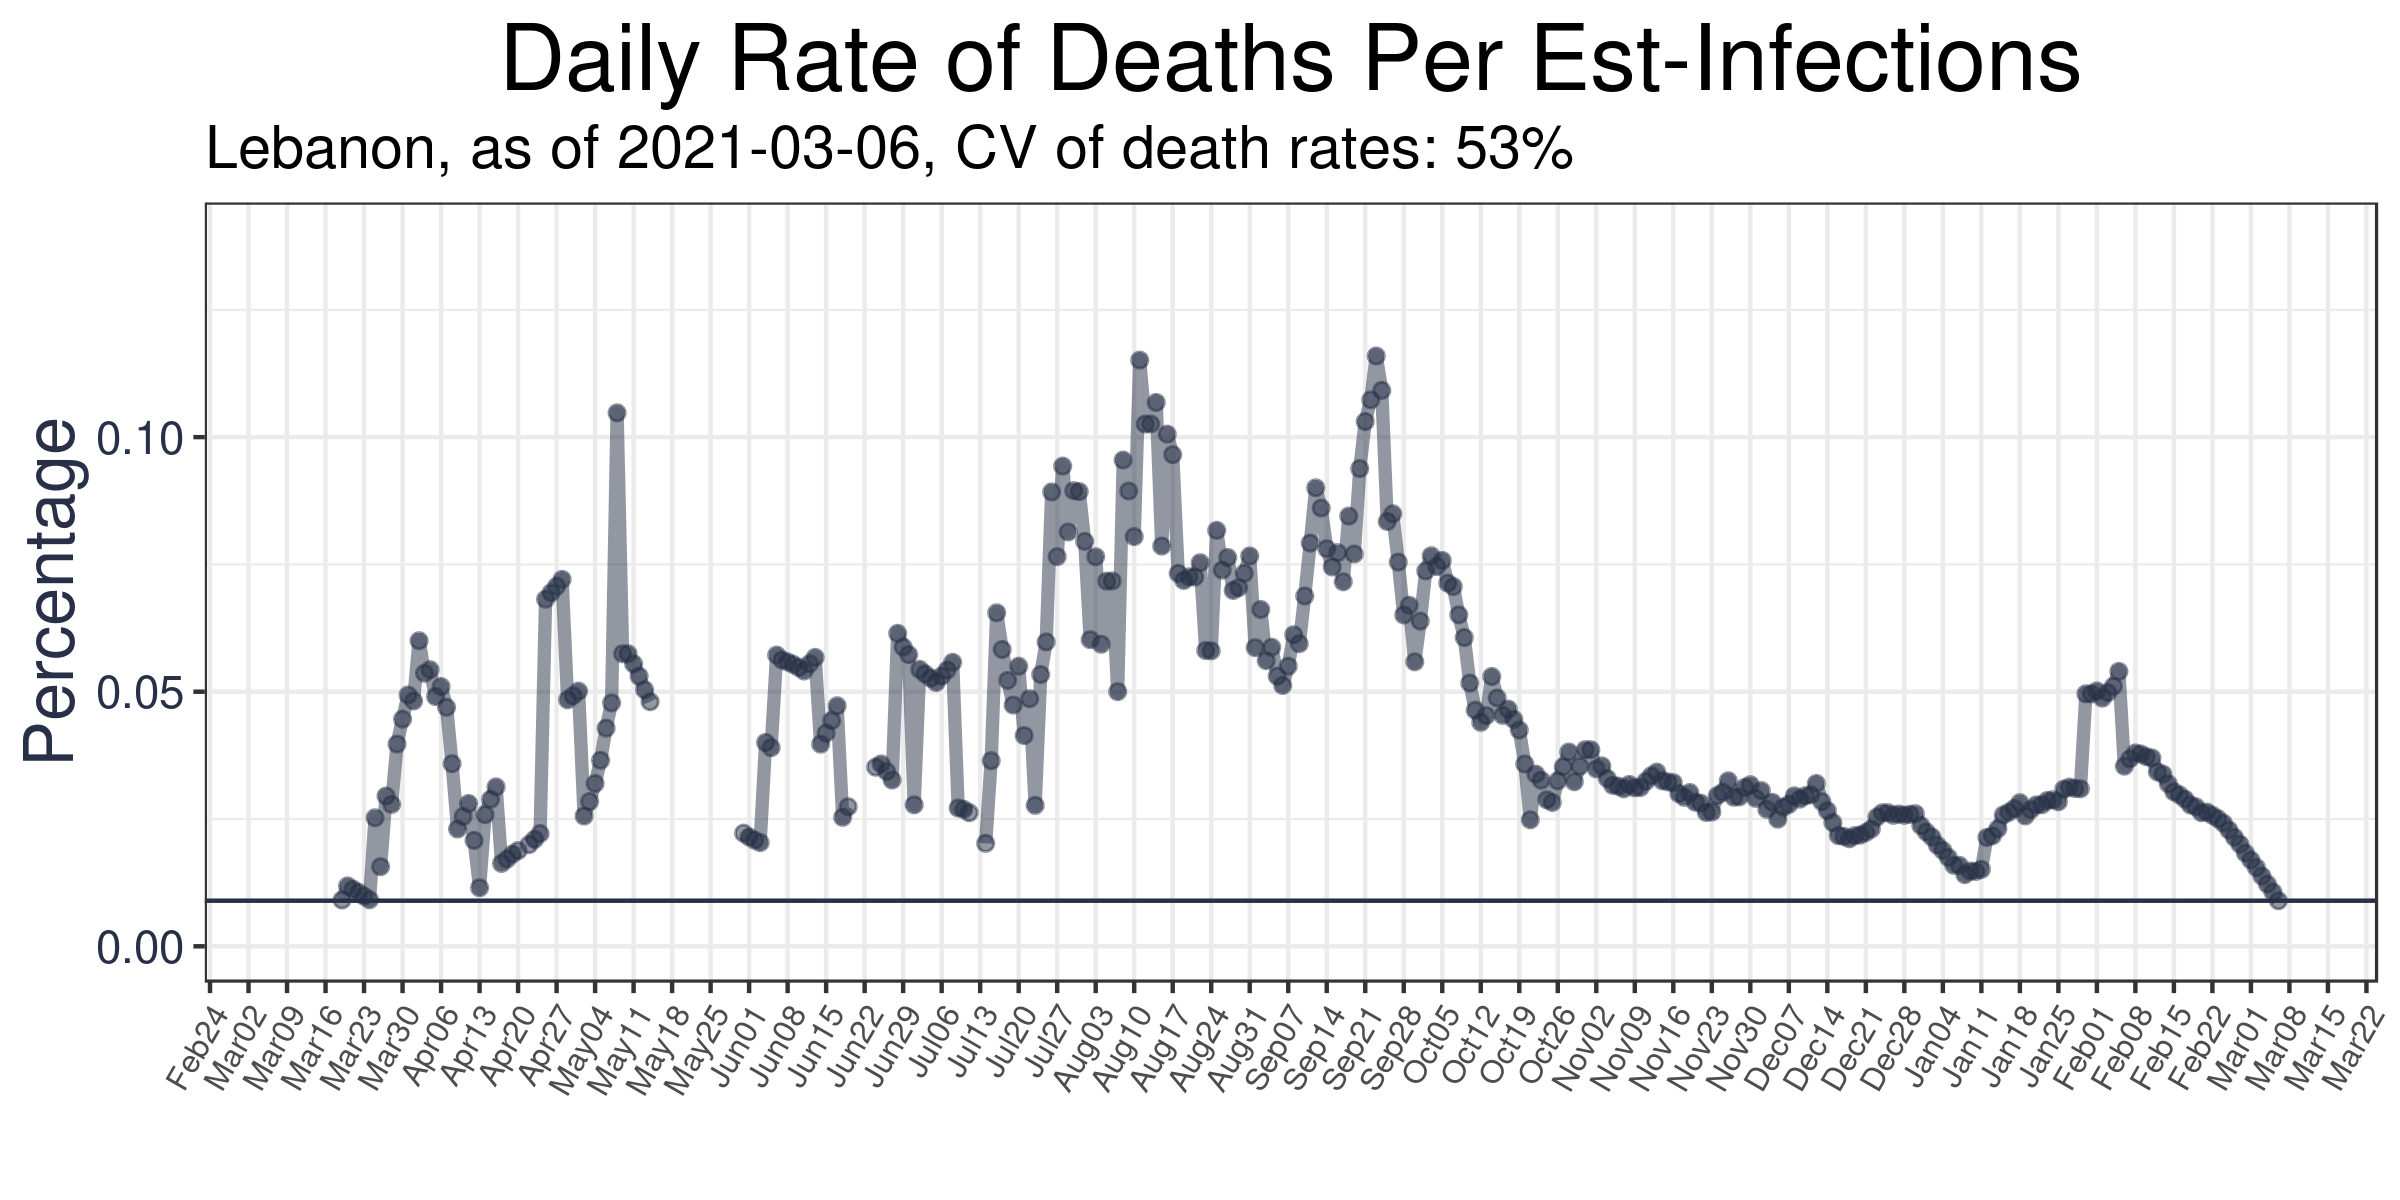 Daily Rate of Deaths Per Est-Infections
Lebanon, as of 2021-03-06, CV of death rates: 53%
Percentage
0.10
0.05
0.00
Feb24
Mar02
Mar09
Mar16
Mar23
Mar30
Apr06
Apr13
Apr20
Apr27
May04
May11
May18
May25
Jun01
Jun08
Jun15
Jun22
Jun29
Jul06
Jul13
Jul20
Jul27
Aug03
Aug10
Aug17
Aug24
Aug31
Sep07
Sep14
Sep21
Sep28
Oct05
Oct12
Oct19
Oct26
Nov02
Nov09
Nov16
Nov23
Nov30
Dec07
Dec14
Dec21
Dec28
Jan04
Jan11
Jan18
Jan25
Feb01
Feb08
Feb15
Feb22
Mar01
Mar08
Mar15
Mar22